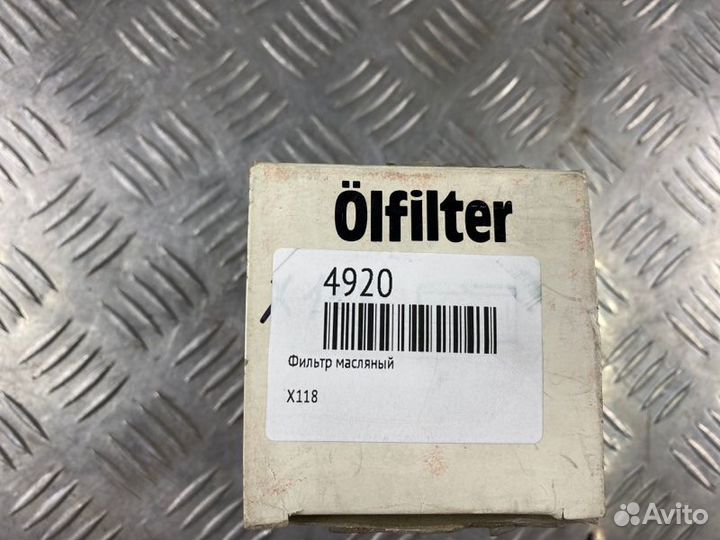 Ölfilter
4920
Фильтр масляный
X118
Avito